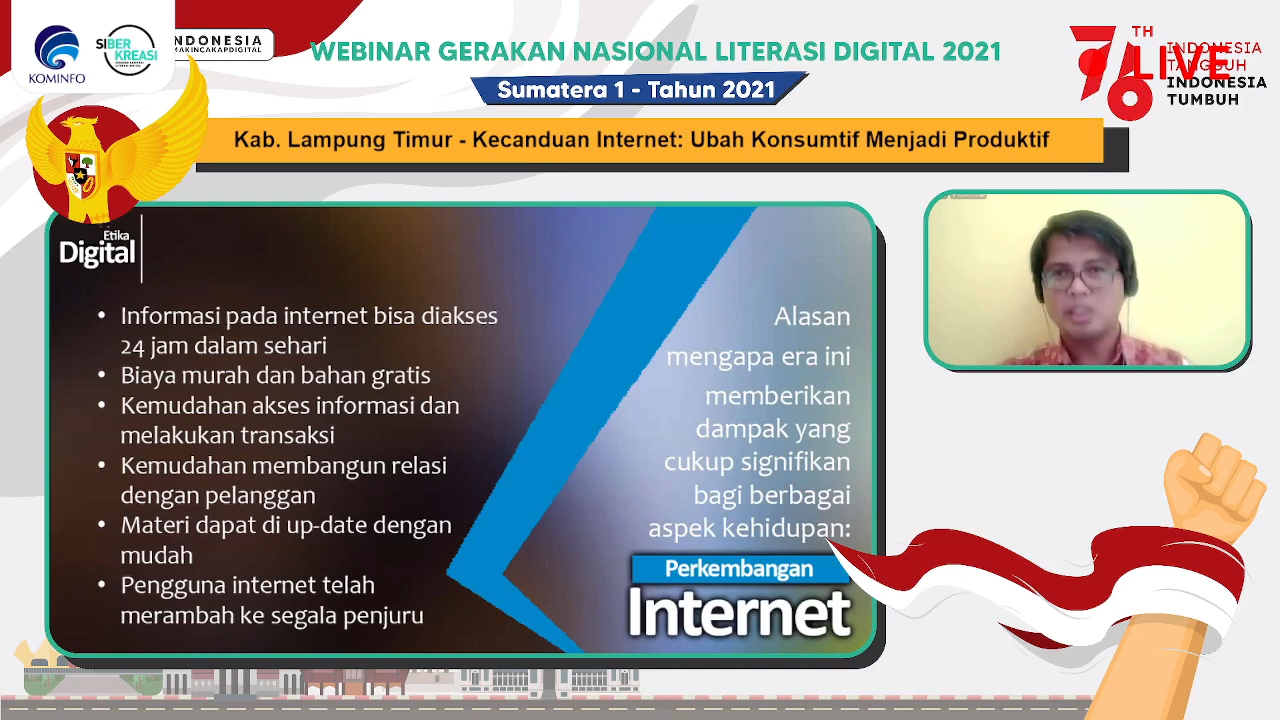 KOMINFO
SIBER
KREASI
INDONESIA
MAKINCAKAPDIGITAL
WEBINAR GERAKAN NASIONAL LITERASI DIGITAL 2021
Sumatera 1 - Tahun 2021
76
TH
LIVE
INDONESIA
TANGGUH
INDONESIA
TUMBUH
Kab. Lampung Timur - Kecanduan Internet: Ubah Konsumtif Menjadi Produktif
Etika
Digital
• Informasi pada internet bisa diakses
24 jam dalam sehari
• Biaya murah dan bahan gratis
• Kemudahan akses informasi dan
melakukan transaksi
• Kemudahan membangun relasi
dengan pelanggan
• Materi dapat di up-date dengan
mudah
• Pengguna internet telah
merambah ke segala penjuru
Alasan
mengapa era ini
memberikan
dampak yang
cukup signifikan
bagi berbagai
aspek kehidupan:
Perkembangan
Internet